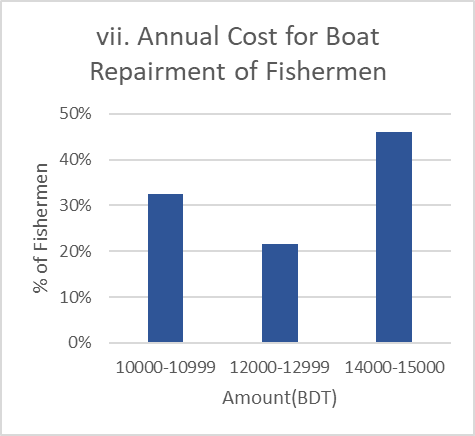 vii. Annual Cost for Boat
Repairment of Fishermen
50%
40%
30%
20%
10%
0%
% of Fishermen
10000-10999 12000-12999 14000-15000
Amount(BDT)